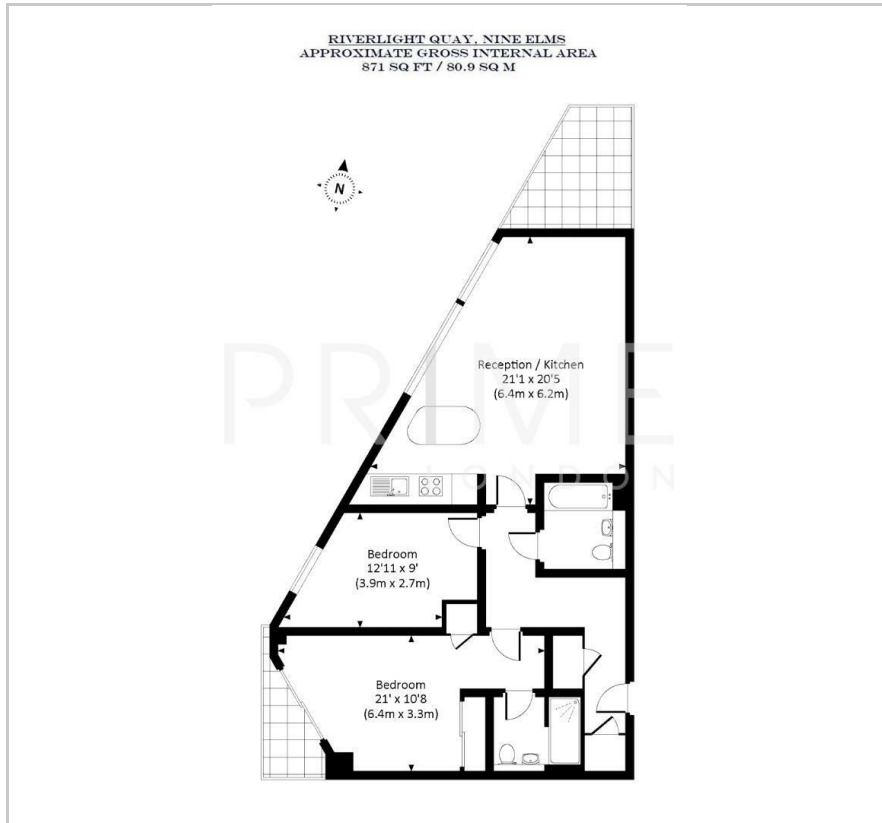 RIVERLIGHT QUAY, NINE ELMS
APPROXIMATE GROSS INTERNAL AREA
871 SQ FT / 80.9 SQ M
N
Reception / Kitchen
21'1 x 20'5
(6.4m x 6.2m)
PRIME
LONDON
Bedroom
12'11 x 9'
(3.9m x 2.7m)
Bedroom
21' x 10'8
(6.4m x 3.3m)